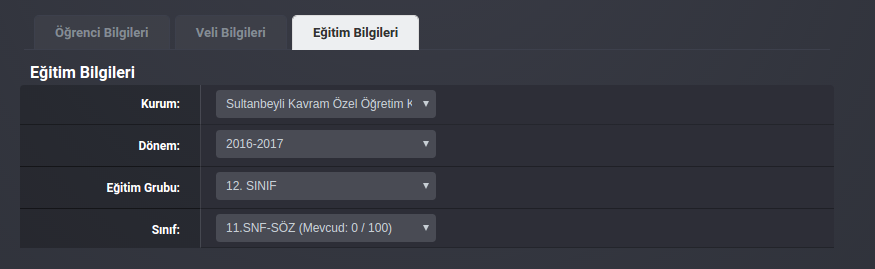 Öğrenci Bilgileri Veli Bilgileri Eğitim Bilgileri
Eğitim Bilgileri
Kurum: Sultanbeyli Kavram Özel Öğretim K
Dönem: 2016-2017
Eğitim Grubu: 12. SINIF
Sınıf: 11.SNF-SÖZ (Mevcud: 0 / 100)